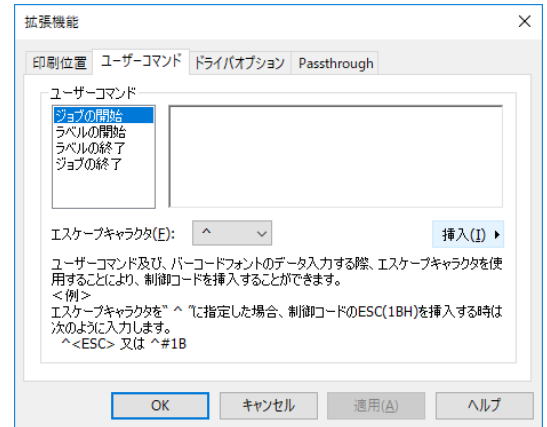 拡張機能
印刷位置 ユーザーコマンド ドライバオプション Passthrough
ユーザーコマンド
ジョブの開始
ラベルの開始
ラベルの終了
ジョブの終了
エスケープキャラクタ(E): ^ 挿入(I)
ユーザーコマンド及び、バーコードフォントのデータ入力する際、エスケープキャラクタを使
用することにより、制御コードを挿入することができます。
<例>
エスケープキャラクタを" ^ "に指定した場合、制御コードのESC(1BH)を挿入する時は
次のように入力します。
^<ESC> 又は ^#1B
OK キャンセル 適用(A) ヘルプ